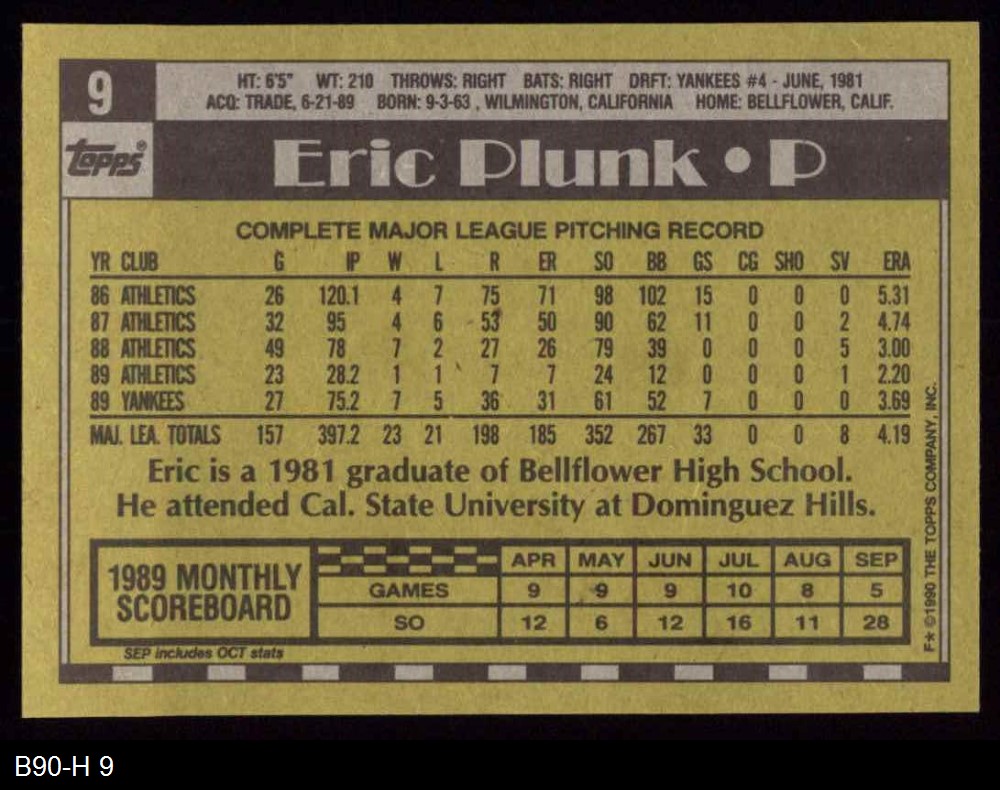 9
HT: 6'5" WT: 210 THROWS: RIGHT BATS: RIGHT DRFT: YANKEES #4 - JUNE, 1981
ACQ: TRADE, 6-21-89 BORN: 9-3-63 , WILMINGTON, CALIFORNIA HOME: BELLFLOWER, CALIF.
Topps®
Eric Plunk • P
COMPLETE MAJOR LEAGUE PITCHING RECORD
YR CLUB G IP W L R ER SO BB GS CG SHO SV ERA
86 ATHLETICS 26 120.1 4 7 75 71 98 102 15 0 0 0 5.31
87 ATHLETICS 32 95 4 6 53 50 90 62 11 0 0 2 4.74
88 ATHLETICS 49 78 7 2 27 26 79 39 0 0 0 5 3.00
89 ATHLETICS 23 28.2 1 1 7 7 24 12 0 0 0 1 2.20
89 YANKEES 27 75.2 7 5 36 31 61 52 7 0 0 0 3.69
MAJ. LEA. TOTALS 157 397.2 23 21 198 185 352 267 33 0 0 8 4.19
Eric is a 1981 graduate of Bellflower High School.
He attended Cal. State University at Dominguez Hills.
1989 MONTHLY
SCOREBOARD
APR MAY JUN JUL AUG SEP
GAMES 9 9 9 10 8 5
SO 12 6 12 16 11 28
SEP includes OCT stats
F★ ©1990 THE TOPPS COMPANY, INC.
B90-H 9